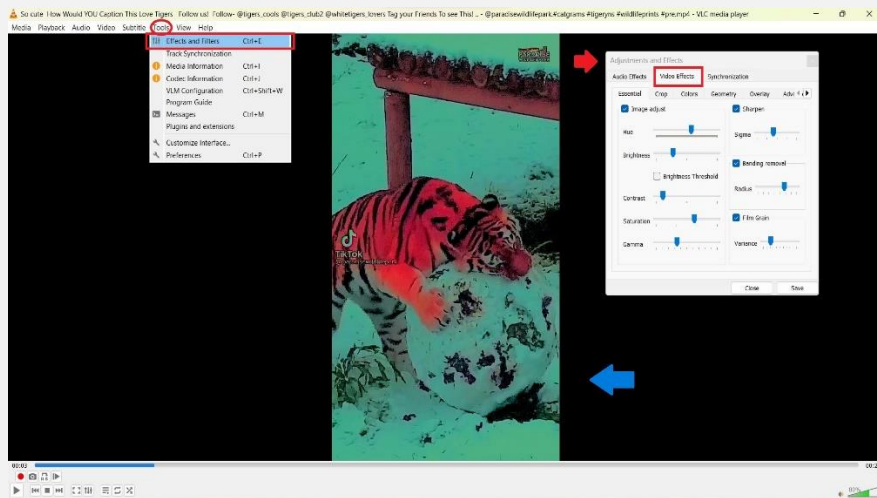 So cute How Would YOU Caption This Love Tigers Follow us! Follow- @tigers_cools @tigers_club2 @whitetigers_lovers Tag your Friends To see This! .. - @paradisewildlifepark.#catgrams #tigeryns #wildlifeprints #pre.mp4 - VLC media player
Media Playback Audio Video Subtitle Tools View Help
Effects and Filters Ctrl+E
Track Synchronization
Media Information Ctrl+I
Codec Information Ctrl+J
VLM Configuration Ctrl+Shift+W
Program Guide
Messages Ctrl+M
Plugins and extensions
Customize Interface...
Preferences Ctrl+P
Adjustments and Effects
Audio Effects Video Effects Synchronization
Essential Crop Colors Geometry Overlay
Image adjust
Sharpen
Hue
Sigma
Brightness
Banding removal
Brightness Threshold
Radius
Contrast
Saturation
Film Grain
Gamma
Variance
Close Save
TikTok
00:03